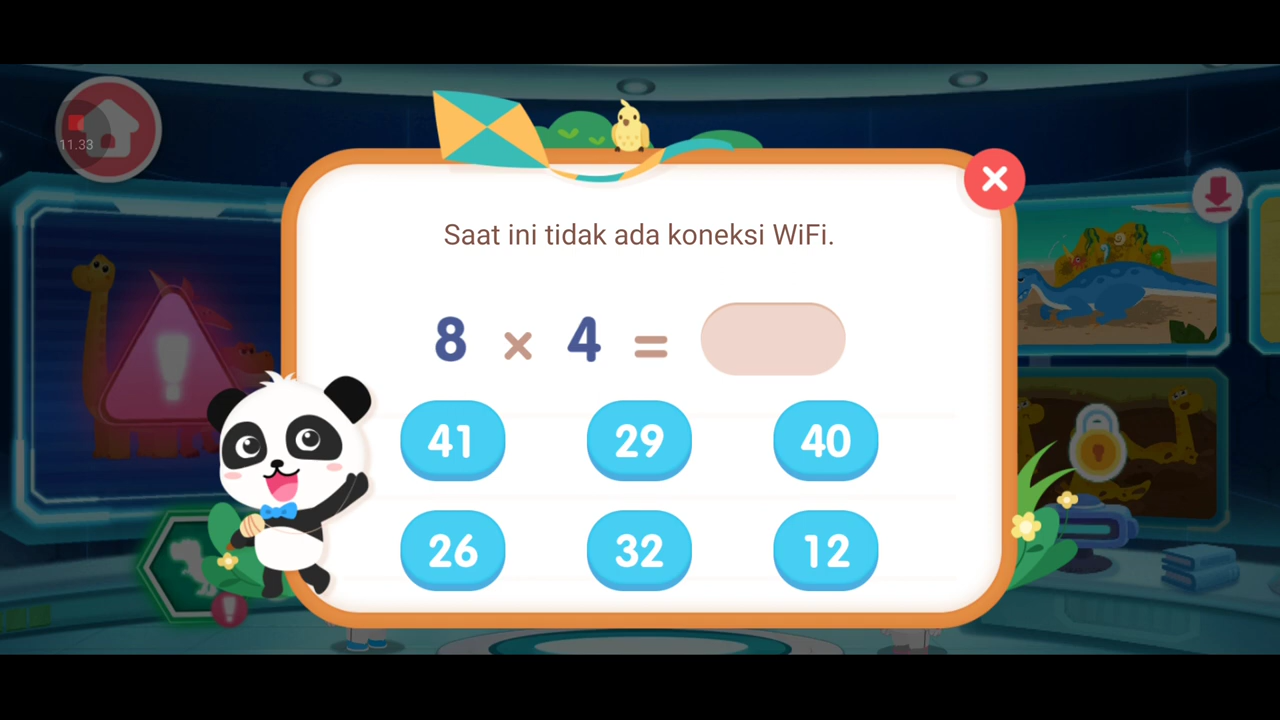 11.33
Saat ini tidak ada koneksi WiFi.
8 × 4 =
41 29 40
26 32 12